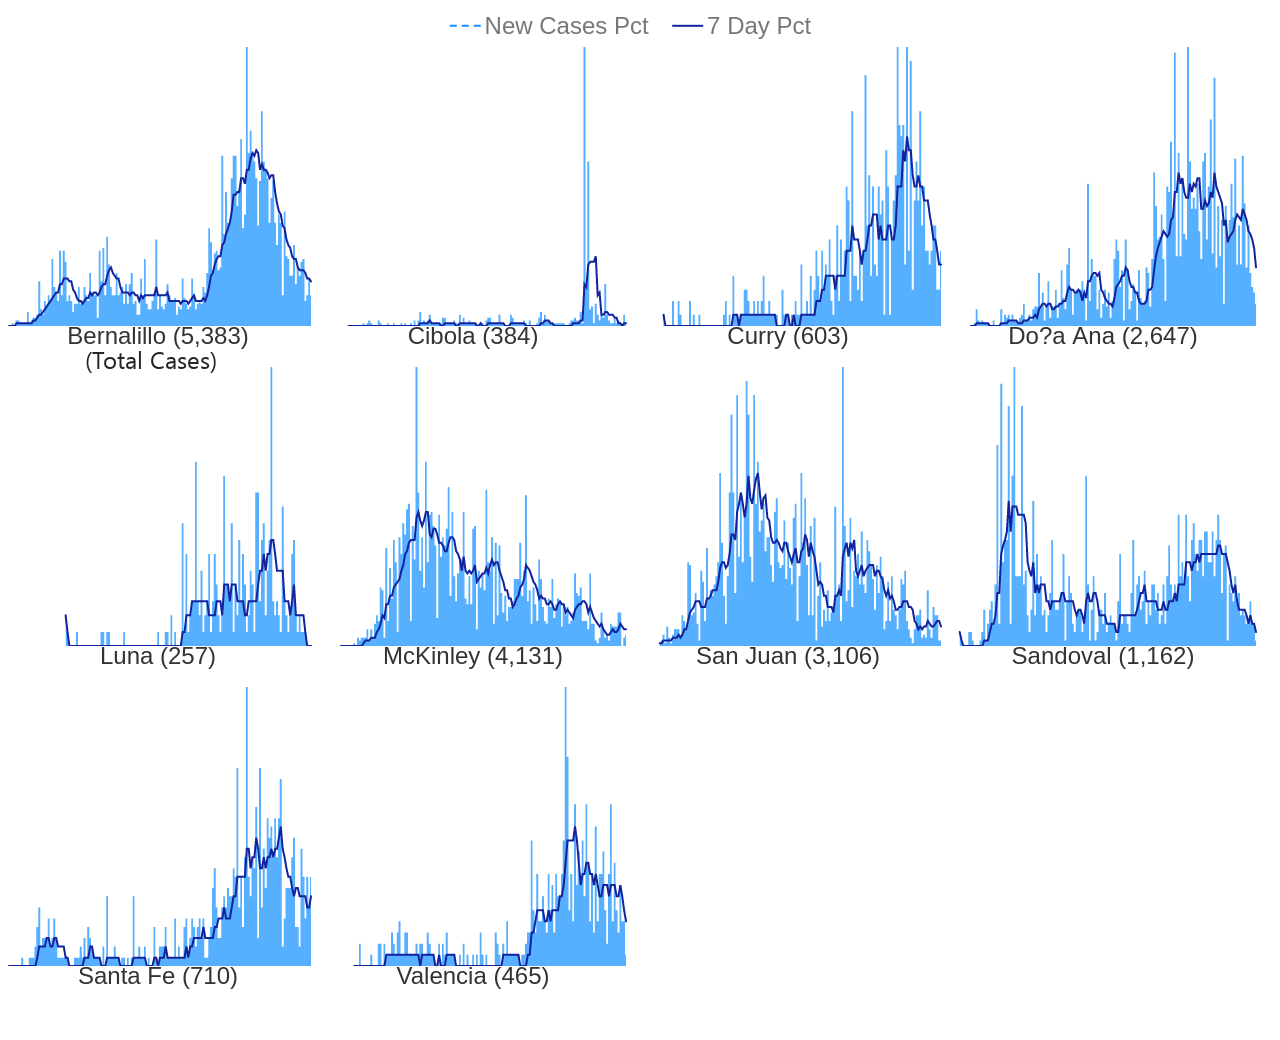 New Cases Pct 7 Day Pct
Bernalillo (5,383) Cibola (384) Curry (603) Do?a Ana (2,647)
(Total Cases)
Luna (257) McKinley (4,131) San Juan (3,106) Sandoval (1,162)
Santa Fe (710) Valencia (465)